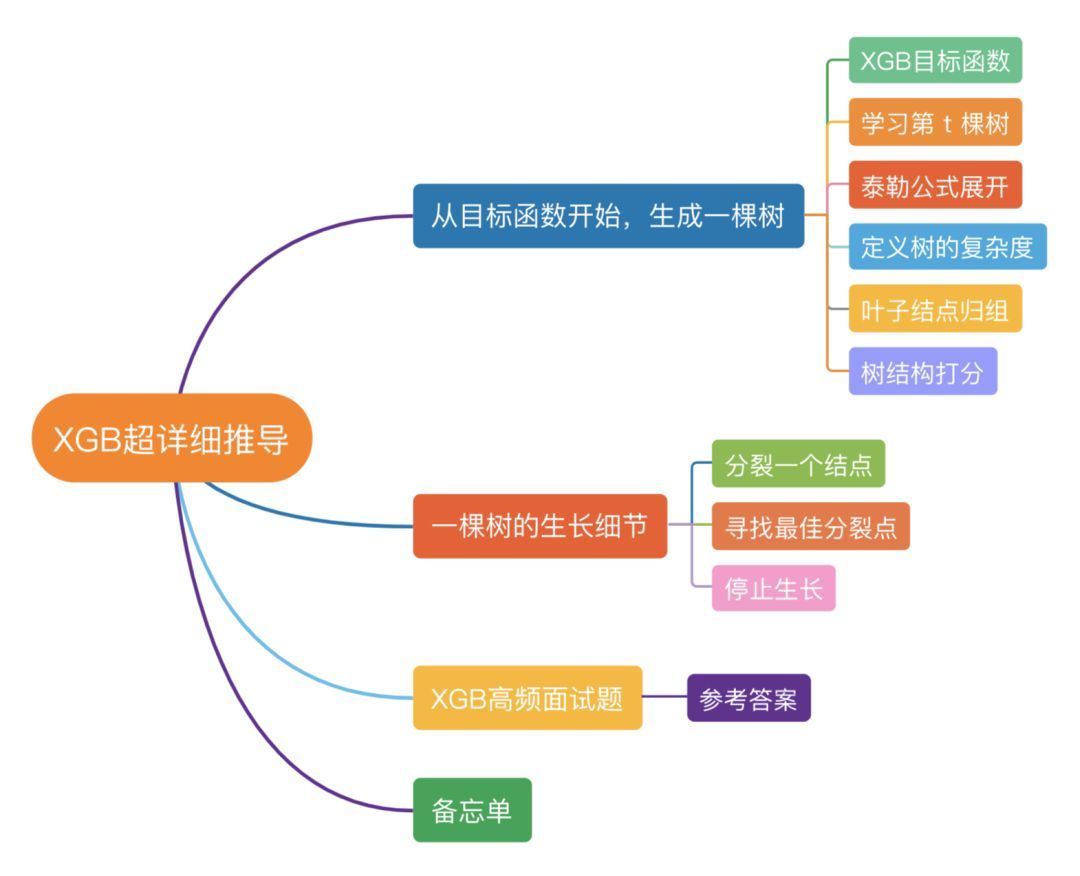 XGB超详细推导
从目标函数开始，生成一棵树
XGB目标函数
学习第 t 棵树
泰勒公式展开
定义树的复杂度
叶子结点归组
树结构打分
一棵树的生长细节
分裂一个结点
寻找最佳分裂点
停止生长
XGB高频面试题
参考答案
备忘单